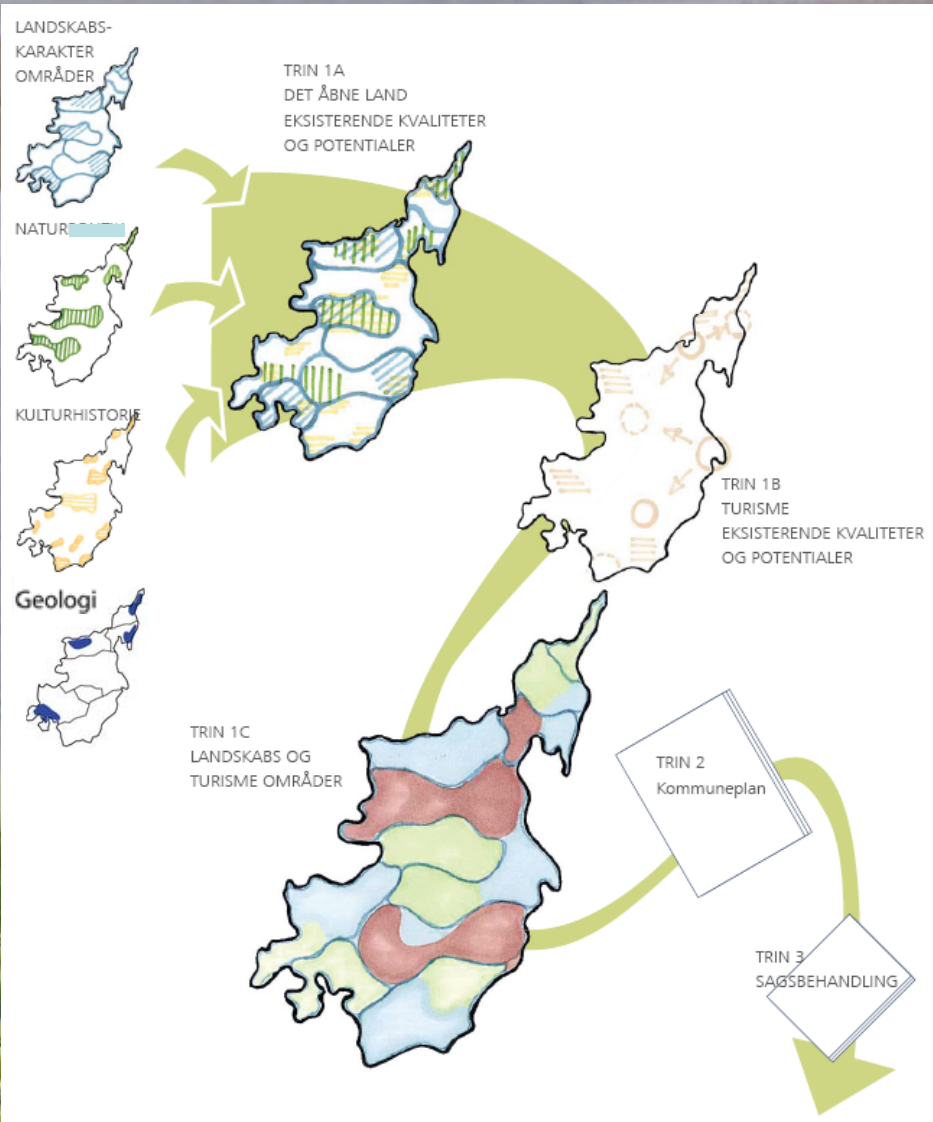 LANDSKABS-
KARAKTER
OMRÅDER
TRIN 1A
DET ÅBNE LAND
EKSISTERENDE KVALITETER
OG POTENTIALER
KULTURHISTORIE
Geologi
TRIN 1B
TURISME
EKSISTERENDE KVALITETER
OG POTENTIALER
TRIN 1C
LANDSKABS OG
TURISME OMRÅDER
TRIN 2
Kommuneplan
TRIN 3
SAGSBEHANDLING